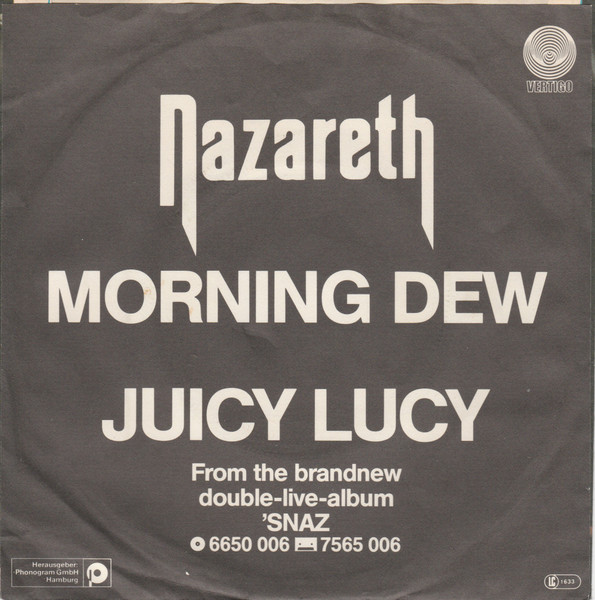 VERTIGO
Nazareth
MORNING DEW
JUICY LUCY
From the brandnew
double-live-album
'SNAZ
6650 006 7565 006
Herausgeber:
Phonogram GmbH
Hamburg
LC 1633